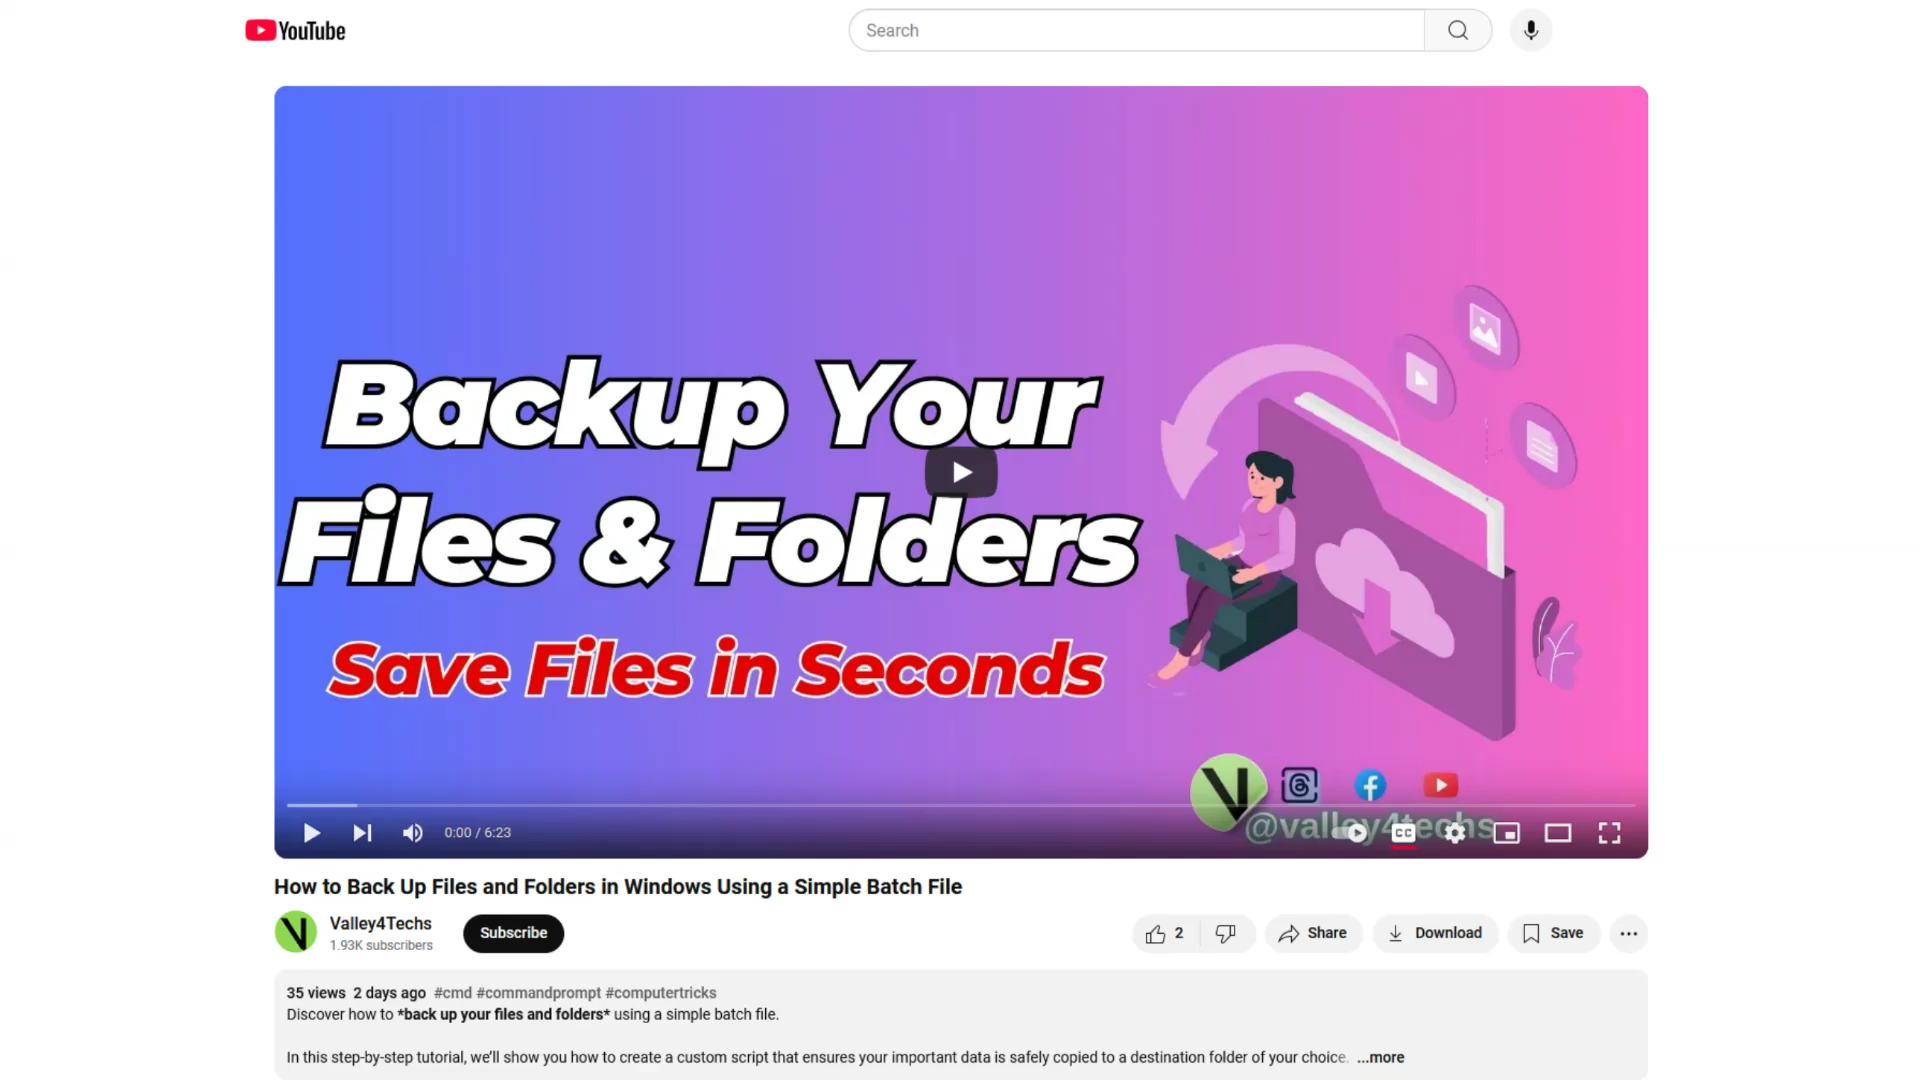 YouTube
Search
Backup Your
Files & Folders
Save Files in Seconds
@valley4techs
0:00 / 6:23
CC
How to Back Up Files and Folders in Windows Using a Simple Batch File
Valley4Techs
1.93K subscribers
Subscribe
2
Share
Download
Save
35 views 2 days ago #cmd #commandprompt #computertricks
Discover how to *back up your files and folders* using a simple batch file.
In this step-by-step tutorial, we’ll show you how to create a custom script that ensures your important data is safely copied to a destination folder of your choice. ...more